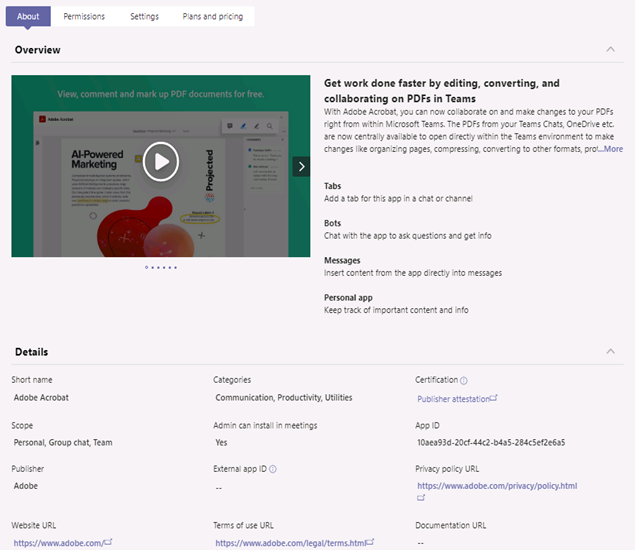 About Permissions Settings Plans and pricing
Overview
View, comment and mark up PDF documents for free.
Adobe Acrobat
AI-Powered
Marketing
Projected
Get work done faster by editing, converting, and
collaborating on PDFs in Teams
With Adobe Acrobat, you can now collaborate on and make changes to your PDFs
right from within Microsoft Teams. The PDFs from your Teams Chats, OneDrive etc.
are now centrally available to open directly within the Teams environment to make
changes like organizing pages, compressing, converting to other formats, pro...More
Tabs
Add a tab for this app in a chat or channel
Bots
Chat with the app to ask questions and get info
Messages
Insert content from the app directly into messages
Personal app
Keep track of important content and info
Details
Short name Categories Certification
Adobe Acrobat Communication, Productivity, Utilities Publisher attestation
Scope Admin can install in meetings App ID
Personal, Group chat, Team Yes 10aea93d-20cf-44c2-b4a5-284c5ef2e6a5
Publisher External app ID Privacy policy URL
Adobe -- https://www.adobe.com/privacy/policy.html
Website URL Terms of use URL Documentation URL
https://www.adobe.com/ https://www.adobe.com/legal/terms.html --